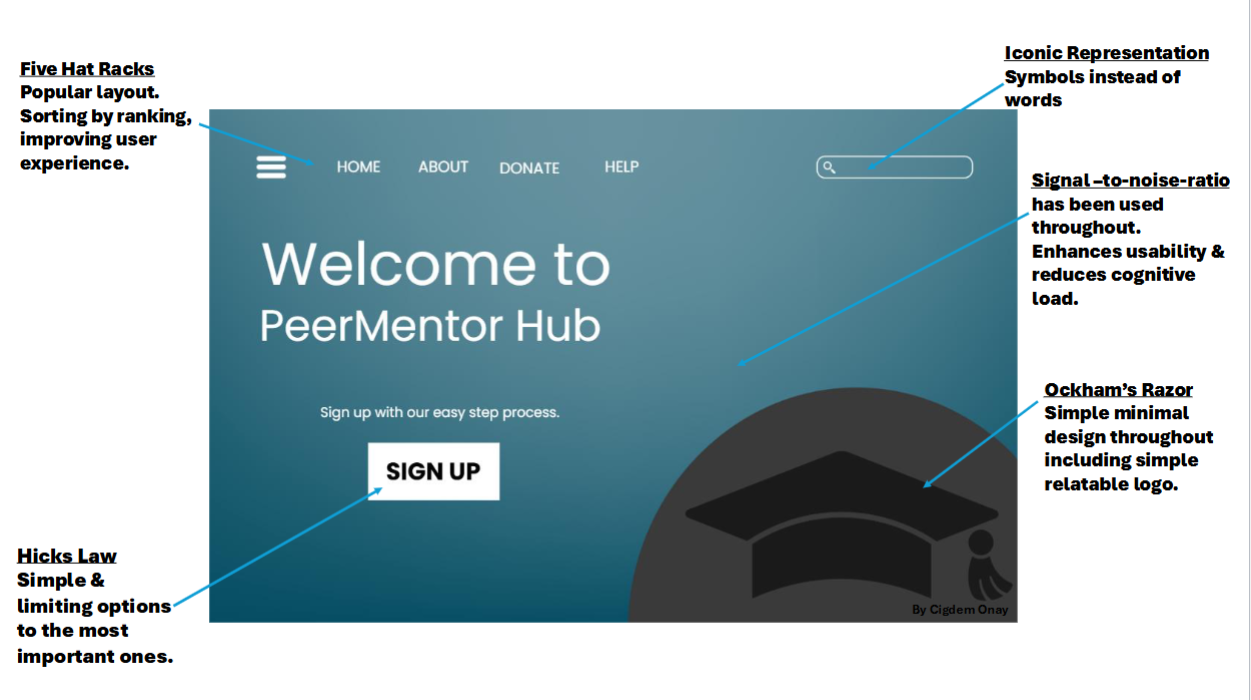 Five Hat Racks
Popular layout.
Sorting by ranking,
improving user
experience.
Iconic Representation
Symbols instead of
words
HOME
ABOUT
DONATE
HELP
Signal –to-noise-ratio
has been used
throughout.
Enhances usability &
reduces cognitive
load.
Welcome to
PeerMentor Hub
Sign up with our easy step process.
SIGN UP
Ockham’s Razor
Simple minimal
design throughout
including simple
relatable logo.
Hicks Law
Simple &
limiting options
to the most
important ones.
By Cigdem Onay